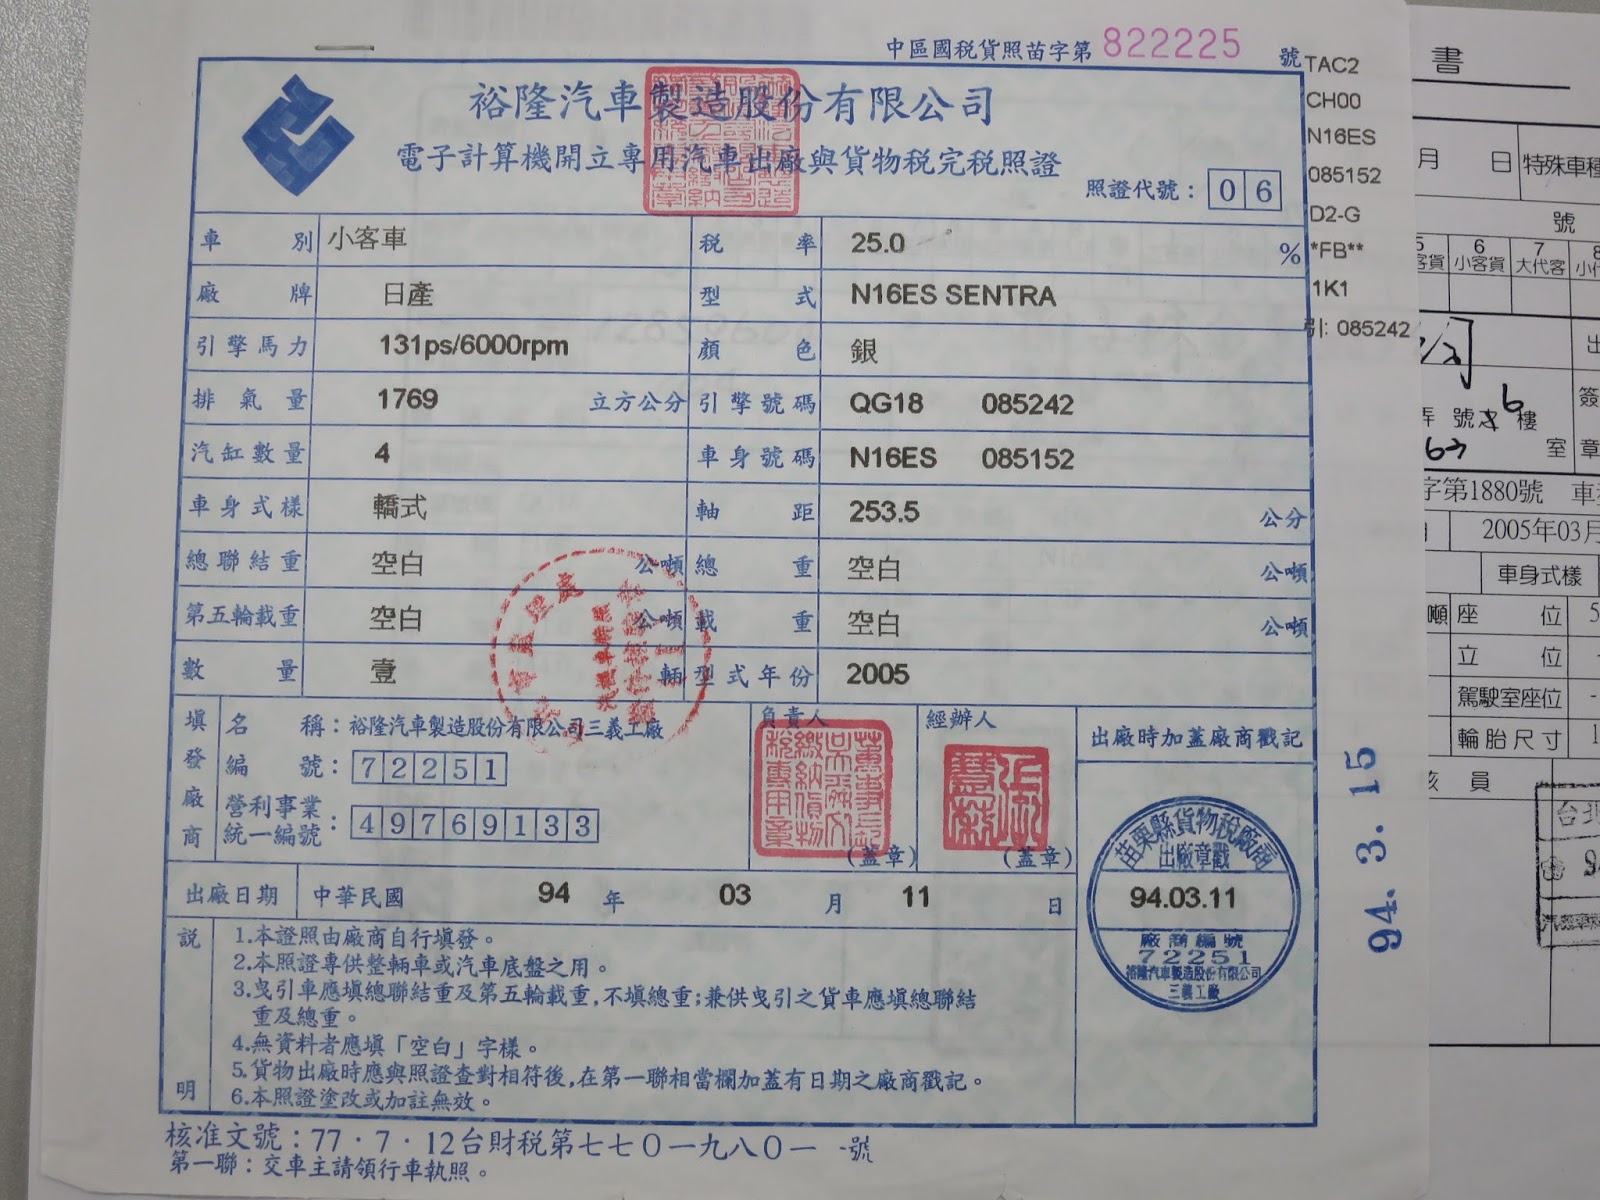 中區國稅貨照苗字第 822225 號
裕隆汽車製造股份有限公司
電子計算機開立專用汽車出廠與貨物稅完稅照證
照證代號：06
TAC2
CH00
N16ES
085152
D2-G
*FB**
1K1
引: 085242
車別 小客車 稅率 25.0 %
廠牌 日產 型式 N16ES SENTRA
引擎馬力 131ps/6000rpm 顏色 銀
排氣量 1769 立方公分 引擎號碼 QG18 085242
汽缸數量 4 車身號碼 N16ES 085152
車身式樣 轎式 軸距 253.5 公分
總聯結重 空白 公噸 總重 空白 公噸
第五輪載重 空白 公噸 載重 空白 公噸
數量 壹 輛 型式年份 2005
填發廠商
名稱：裕隆汽車製造股份有限公司三義工廠
編號：72251
營利事業統一編號：49769133
負責人
(蓋章)
經辦人
(蓋章)
出廠時加蓋廠商戳記
苗栗縣貨物稅廠商
出廠章戳
94.03.11
廠商編號
72251
裕隆汽車製造股份有限公司
三義工廠
94.3.15
出廠日期 中華民國 94 年 03 月 11 日
說明
1.本證照由廠商自行填發。
2.本照證專供整輛車或汽車底盤之用。
3.曳引車應填總聯結重及第五輪載重,不填總重;兼供曳引之貨車應填總聯結
重及總重。
4.無資料者應填「空白」字樣。
5.貨物出廠時應與照證查對相符後,在第一聯相當欄加蓋有日期之廠商戳記。
6.本照證塗改或加註無效。
核准文號：77．7．12台財稅第七七〇一九八〇一 號
第一聯：交車主請領行車執照。
書
月 日 特殊車種
號
6 小客貨
7 大代客
號 樓
室
字第1880號
2005年03月
車身式樣
噸 座位 5
立位
駕駛室座位
輪胎尺寸 1
員
台北